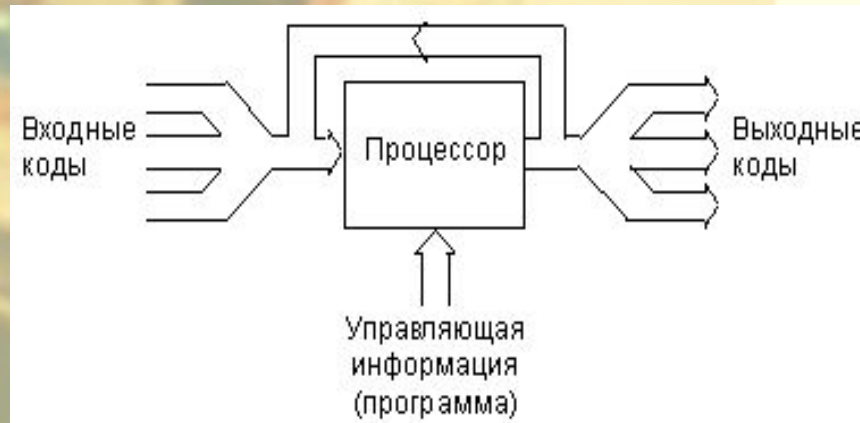 Входные
коды
Процессор
Выходные
коды
Управляющая
информация
(программа)